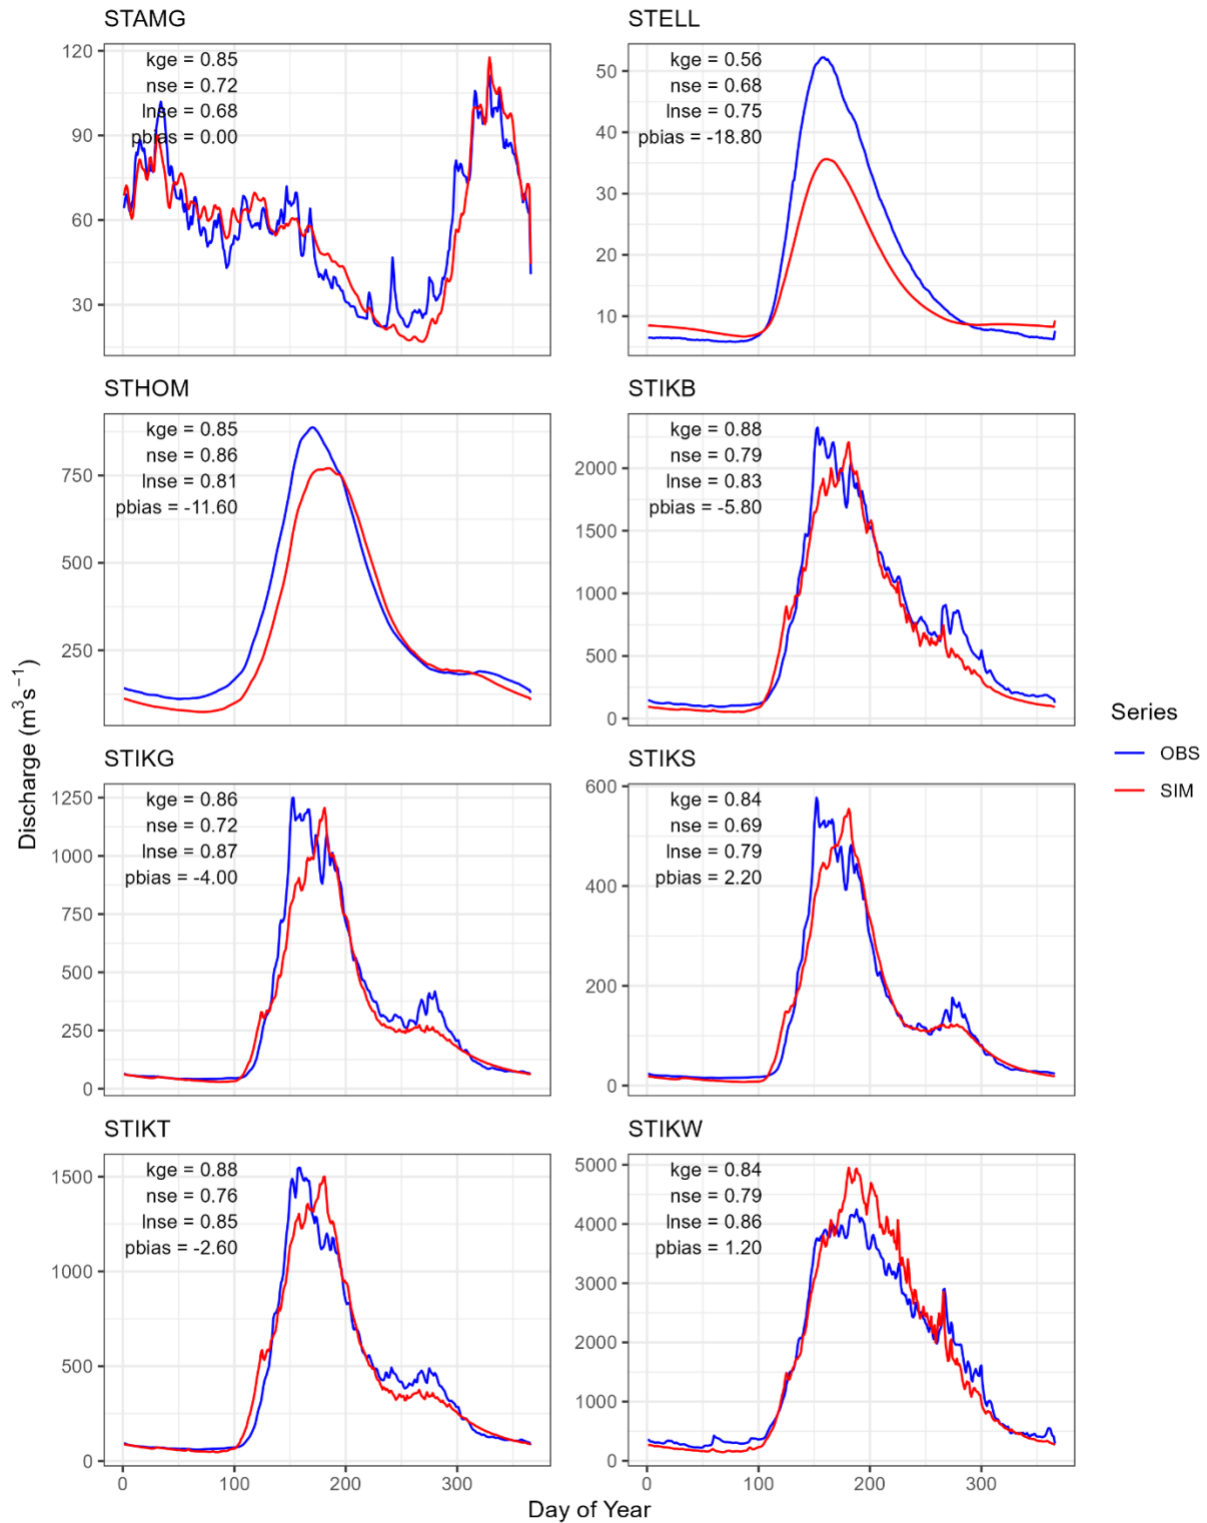 STAMG
120
90
60
30
kge = 0.85
nse = 0.72
lnse = 0.68
pbias = 0.00
STELL
50
40
30
20
10
kge = 0.56
nse = 0.68
lnse = 0.75
pbias = -18.80
STHOM
750
500
250
kge = 0.85
nse = 0.86
lnse = 0.81
pbias = -11.60
STIKB
2000
1500
1000
500
0
kge = 0.88
nse = 0.79
lnse = 0.83
pbias = -5.80
Discharge (m³s⁻¹)
STIKG
1250
1000
750
500
250
0
kge = 0.86
nse = 0.72
lnse = 0.87
pbias = -4.00
STIKS
600
400
200
0
kge = 0.84
nse = 0.69
lnse = 0.79
pbias = 2.20
STIKT
1500
1000
500
0
kge = 0.88
nse = 0.76
lnse = 0.85
pbias = -2.60
0 100 200 300
STIKW
5000
4000
3000
2000
1000
0
kge = 0.84
nse = 0.79
lnse = 0.86
pbias = 1.20
0 100 200 300
Day of Year
Series
OBS
SIM